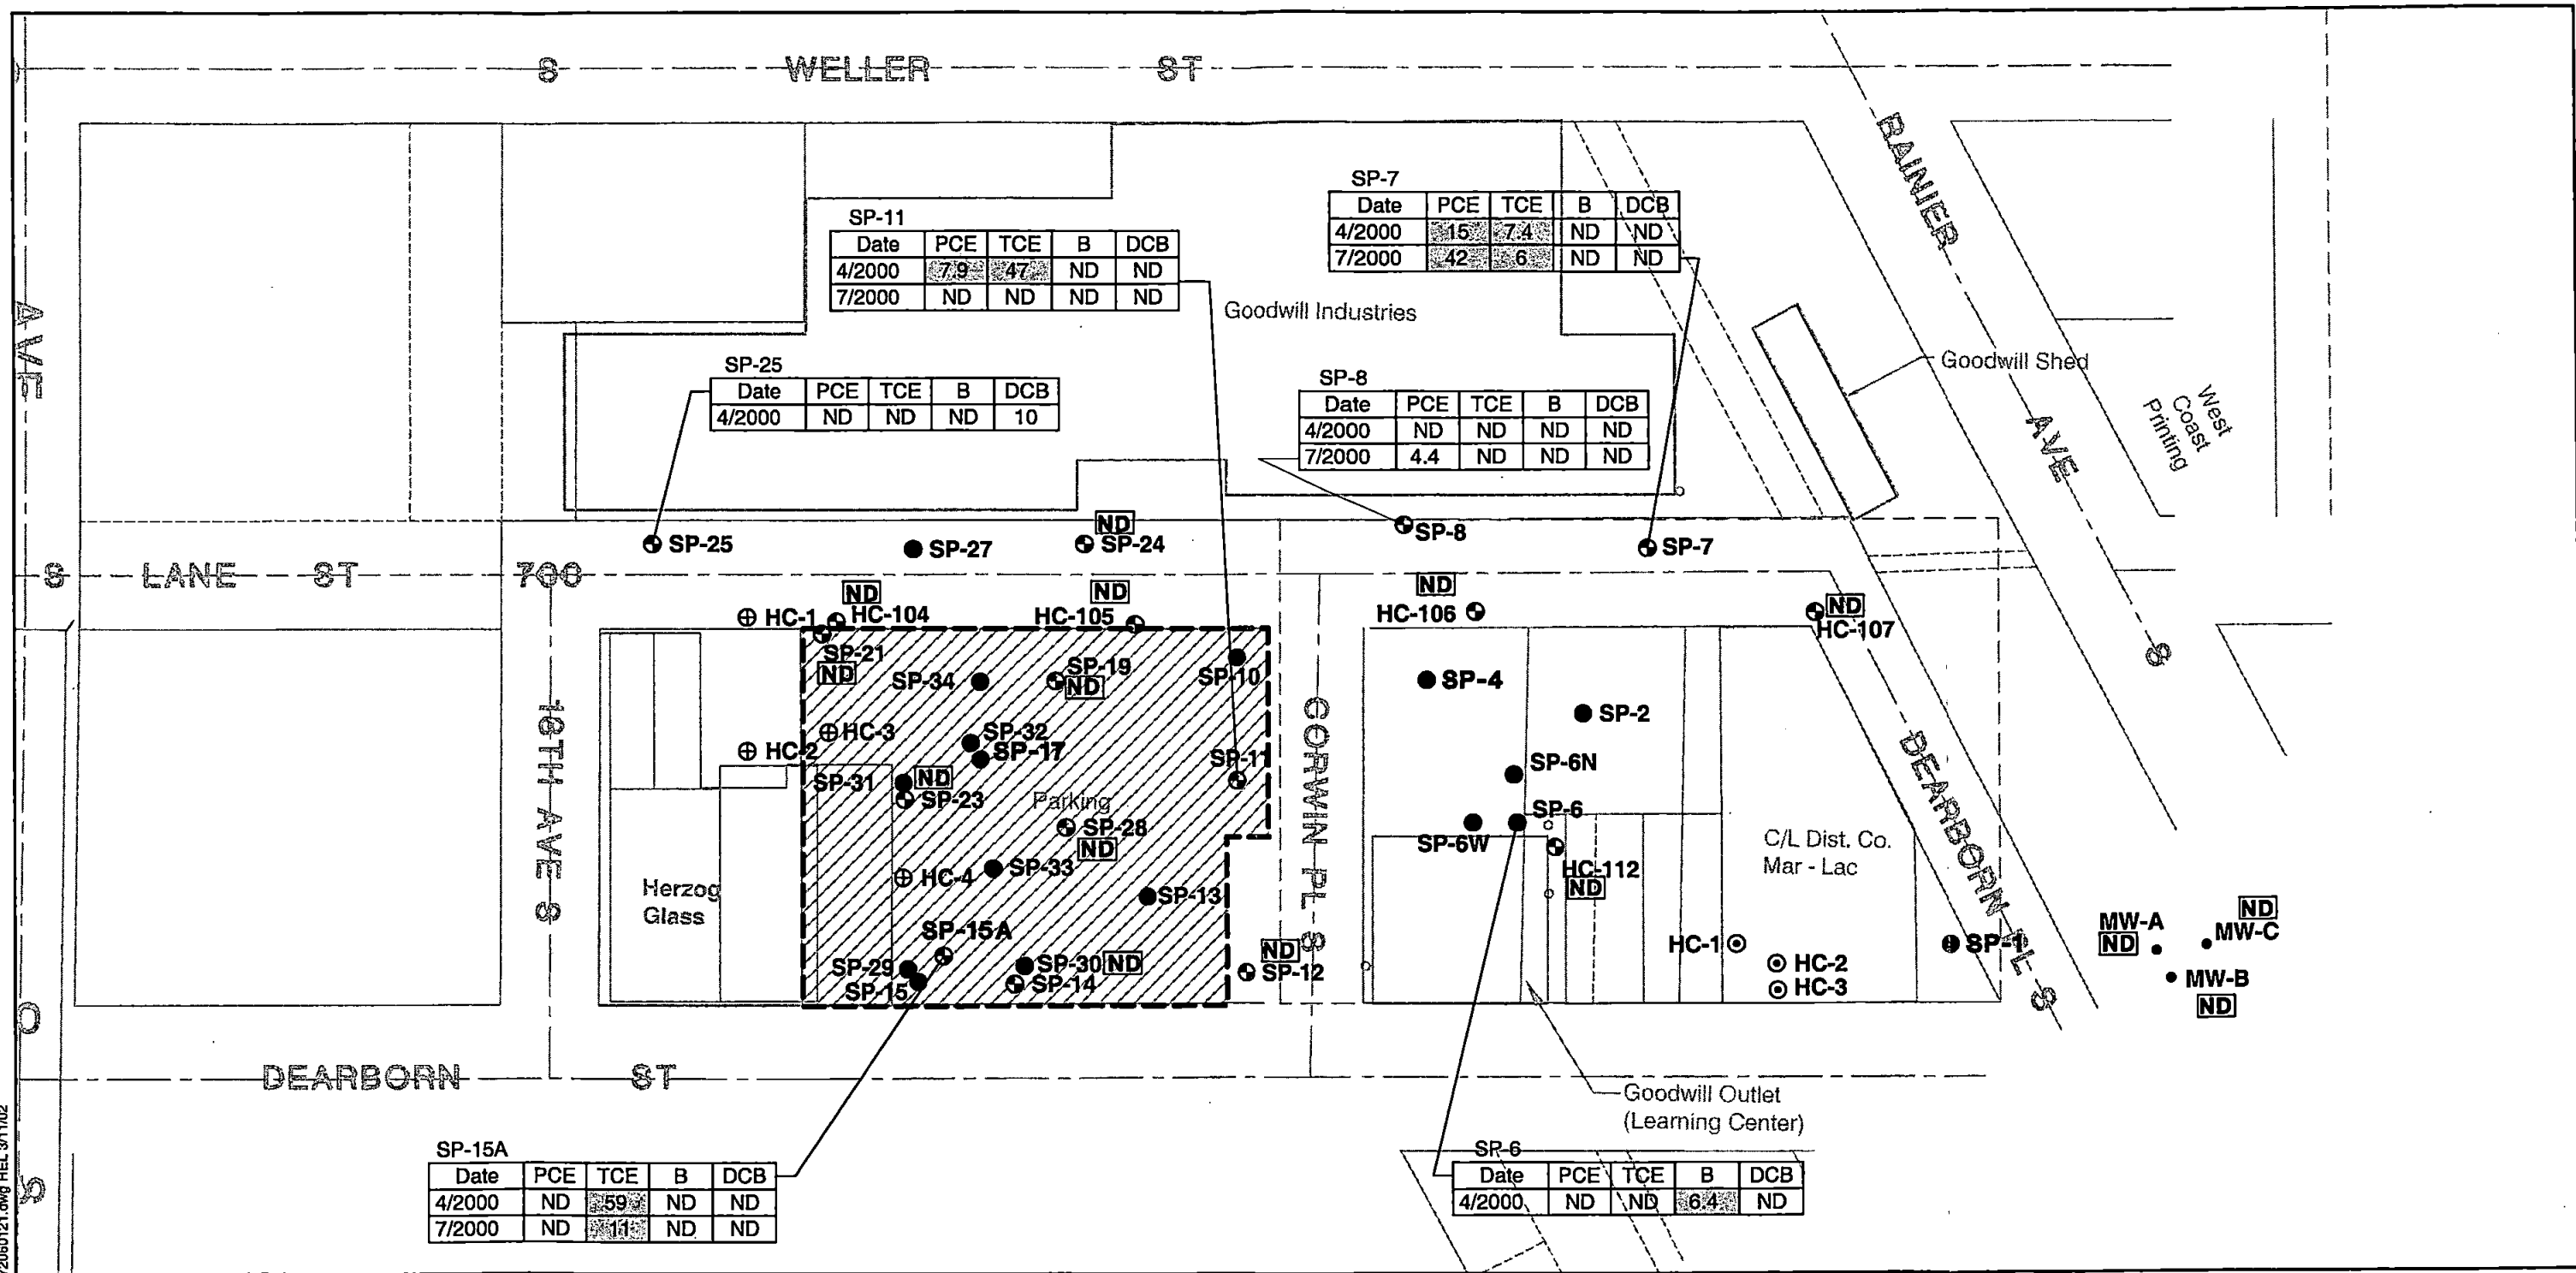 S WELLER ST
RAINIER AVE S
AVE
SP-7
Date PCE TCE B DCB
4/2000 15 7.4 ND ND
7/2000 42 6 ND ND
SP-11
Date PCE TCE B DCB
4/2000 7.9 47 ND ND
7/2000 ND ND ND ND
Goodwill Industries
SP-25
Date PCE TCE B DCB
4/2000 ND ND ND 10
SP-8
Date PCE TCE B DCB
4/2000 ND ND ND ND
7/2000 4.4 ND ND ND
Goodwill Shed
West
Coast
Printing
SP-25
SP-27
ND
SP-24
SP-8
SP-7
S LANE ST 700
HC-1
ND
HC-104
ND
HC-105
ND
HC-106
ND
HC-107
SP-21
ND
SP-34
SP-19
ND
SP-10
SP-4
SP-2
HC-2
HC-3
SP-32
SP-17
SP-11
SP-31
ND
SP-23
Parking
SP-28
ND
SP-6N
SP-6
SP-6W
HC-112
ND
16TH AVE S
CORWIN PL S
DEARBORN PL S
C/L Dist. Co.
Mar - Lac
Herzog
Glass
HC-4
SP-33
SP-13
SP-15A
SP-29
SP-15
SP-30
ND
SP-14
ND
SP-12
HC-1
HC-2
HC-3
SP-1
MW-A
ND
ND
MW-C
MW-B
ND
DEARBORN ST
Goodwill Outlet
(Learning Center)
SP-15A
Date PCE TCE B DCB
4/2000 ND 59 ND ND
7/2000 ND 11 ND ND
SP-6
Date PCE TCE B DCB
4/2000 ND ND 6.4 ND
HEL 3/11/02